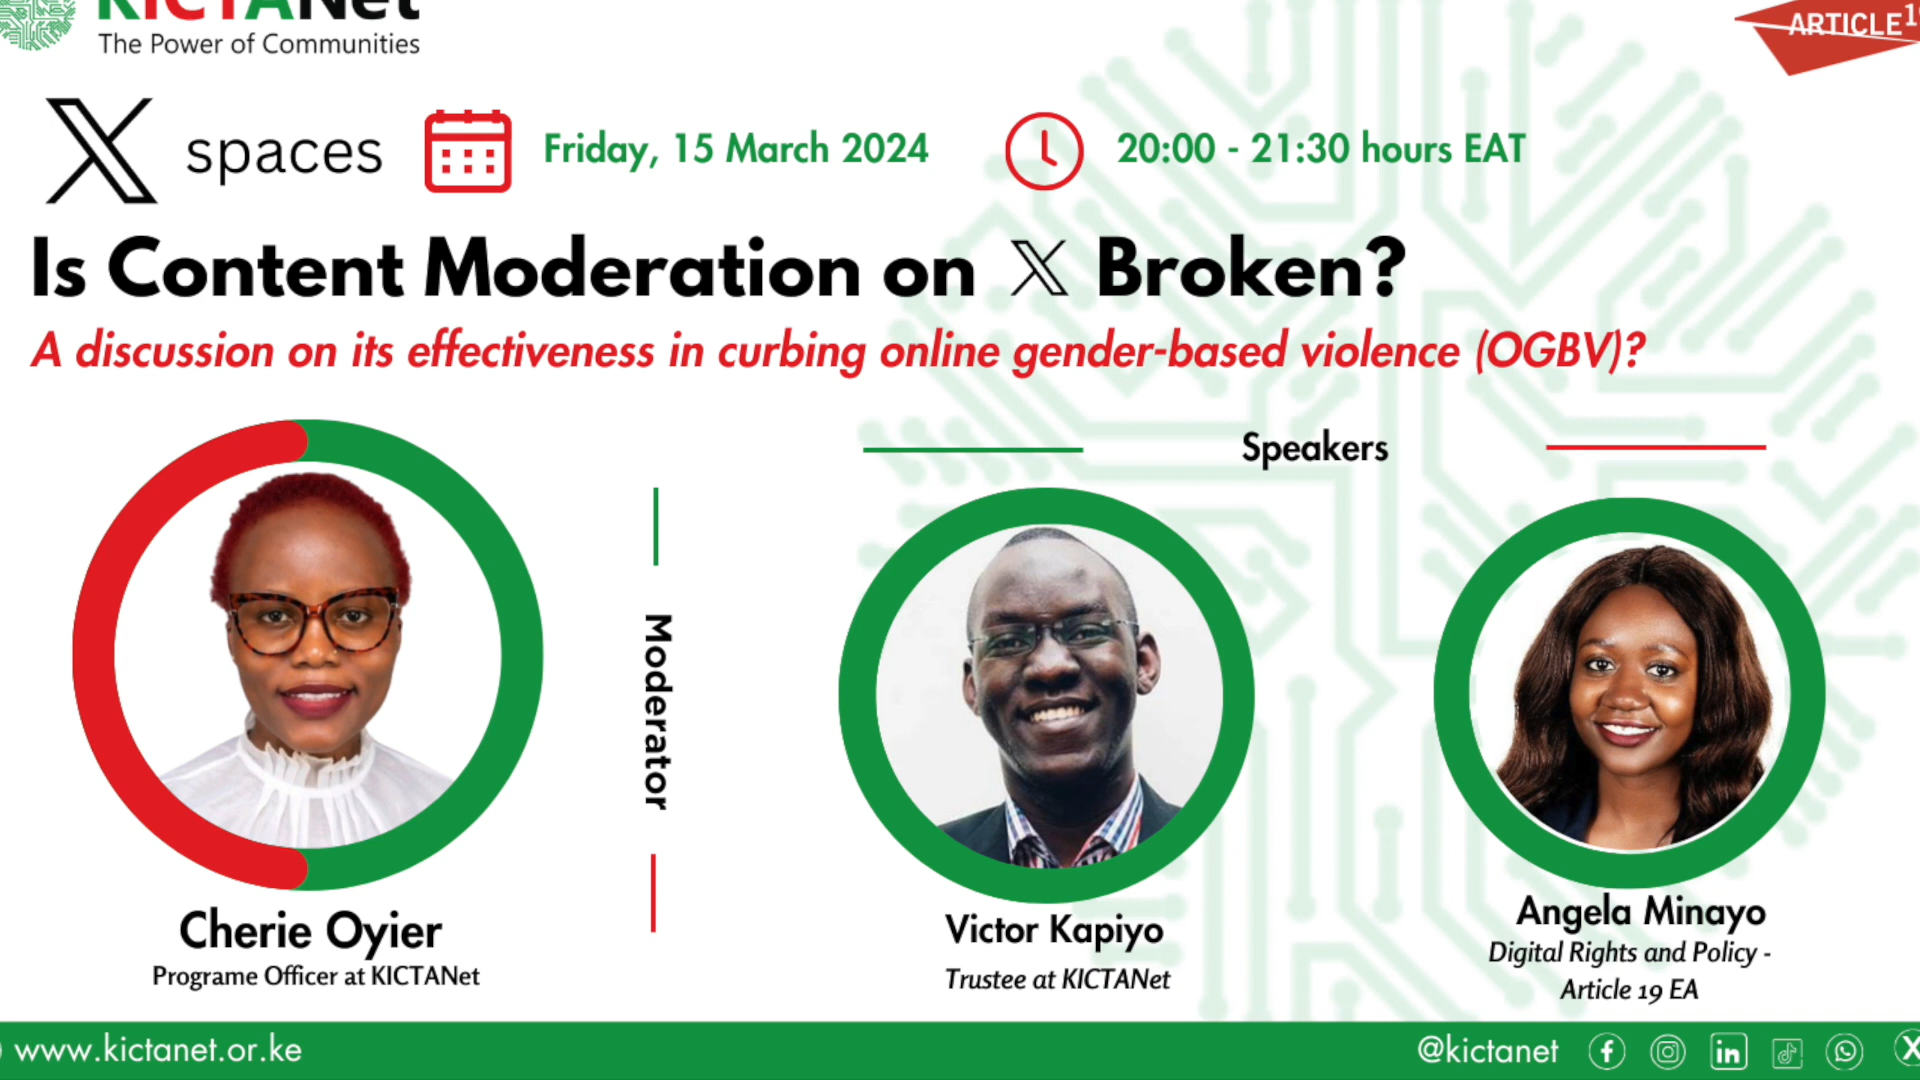 KICTANet
The Power of Communities
ARTICLE 1
X spaces
Friday, 15 March 2024
20:00 - 21:30 hours EAT
Is Content Moderation on X Broken?
A discussion on its effectiveness in curbing online gender-based violence (OGBV)?
Speakers
Moderator
Cherie Oyier
Programe Officer at KICTANet
Victor Kapiyo
Trustee at KICTANet
Angela Minayo
Digital Rights and Policy -
Article 19 EA
www.kictanet.or.ke
@kictanet